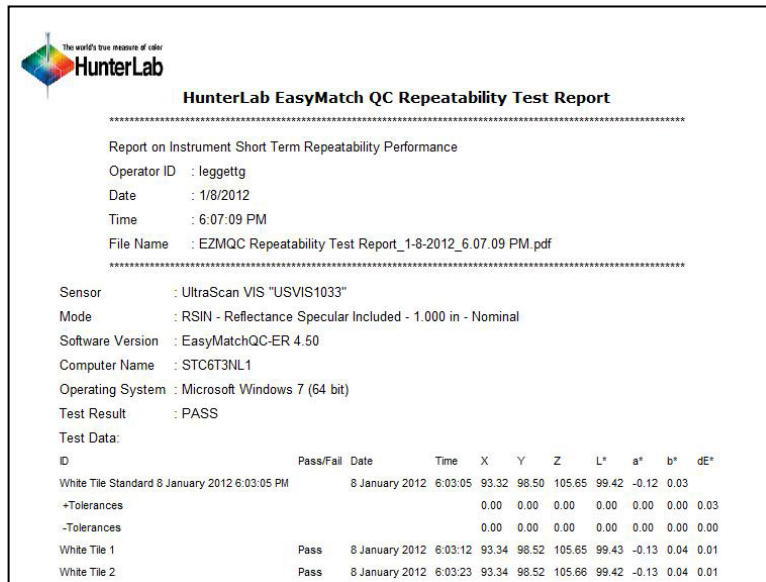 The world's true measure of color
HunterLab
HunterLab EasyMatch QC Repeatability Test Report
*******************************************************************************************************************
Report on Instrument Short Term Repeatability Performance
Operator ID : leggettg
Date : 1/8/2012
Time : 6:07:09 PM
File Name : EZMQC Repeatability Test Report_1-8-2012_6.07.09 PM.pdf
*******************************************************************************************************************
Sensor : UltraScan VIS "USVIS1033"
Mode : RSIN - Reflectance Specular Included - 1.000 in - Nominal
Software Version : EasyMatchQC-ER 4.50
Computer Name : STC6T3NL1
Operating System : Microsoft Windows 7 (64 bit)
Test Result : PASS
Test Data:
ID Pass/Fail Date Time X Y Z L* a* b* dE*
White Tile Standard 8 January 2012 6:03:05 PM 8 January 2012 6:03:05 93.32 98.50 105.65 99.42 -0.12 0.03
+Tolerances 0.00 0.00 0.00 0.00 0.00 0.00 0.03
-Tolerances 0.00 0.00 0.00 0.00 0.00 0.00 0.00
White Tile 1 Pass 8 January 2012 6:03:12 93.34 98.52 105.65 99.43 -0.13 0.04 0.01
White Tile 2 Pass 8 January 2012 6:03:23 93.34 98.52 105.66 99.42 -0.13 0.04 0.01